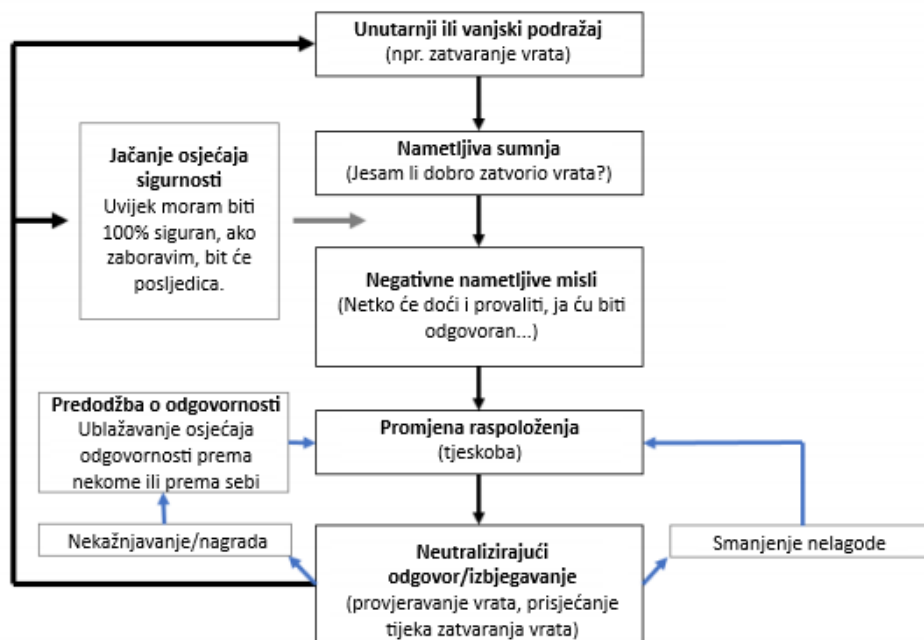 Unutarnji ili vanjski podražaj
(npr. zatvaranje vrata)
Nametljiva sumnja
(Jesam li dobro zatvorio vrata?)
Jačanje osjećaja
sigurnosti
Uvijek moram biti
100% siguran, ako
zaboravim, bit će
posljedica.
Negativne nametljive misli
(Netko će doći i provaliti, ja ću biti
odgovoran...)
Predodžba o odgovornosti
Ublažavanje osjećaja
odgovornosti prema
nekome ili prema sebi
Promjena raspoloženja
(tjeskoba)
Nekažnjavanje/nagrada
Neutralizirajući
odgovor/izbjegavanje
(provjeravanje vrata, prisjećanje
tijeka zatvaranja vrata)
Smanjenje nelagode